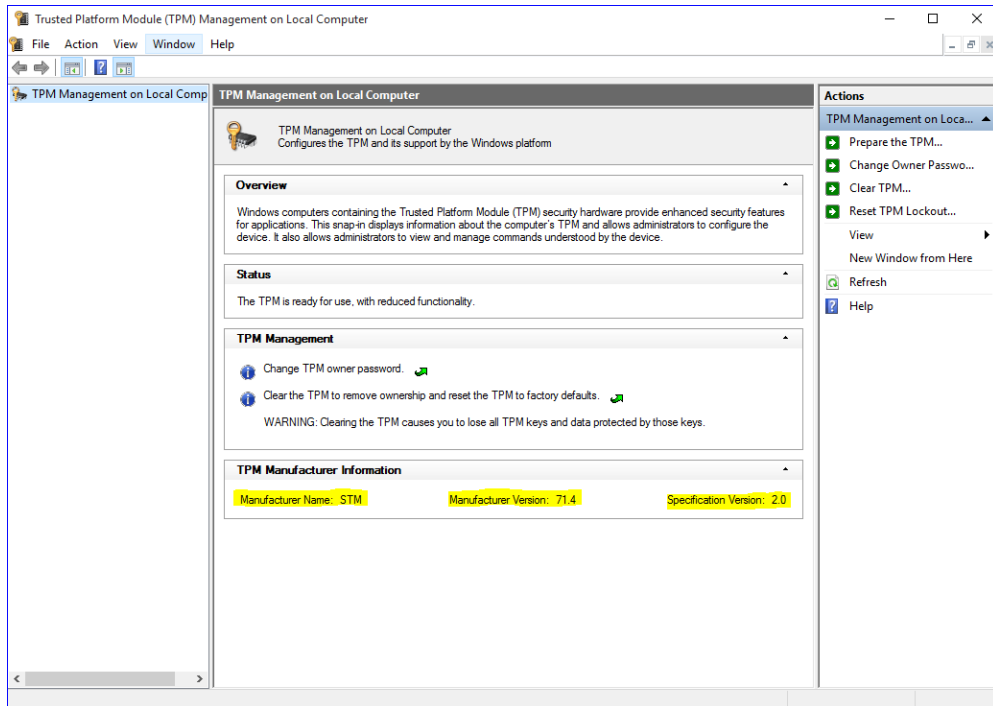 Trusted Platform Module (TPM) Management on Local Computer
File Action View Window Help
TPM Management on Local Comp
TPM Management on Local Computer
TPM Management on Local Computer
Configures the TPM and its support by the Windows platform
Overview
Windows computers containing the Trusted Platform Module (TPM) security hardware provide enhanced security features
for applications. This snap-in displays information about the computer's TPM and allows administrators to configure the
device. It also allows administrators to view and manage commands understood by the device.
Status
The TPM is ready for use, with reduced functionality.
TPM Management
Change TPM owner password.
Clear the TPM to remove ownership and reset the TPM to factory defaults.
WARNING: Clearing the TPM causes you to lose all TPM keys and data protected by those keys.
TPM Manufacturer Information
Manufacturer Name: STM Manufacturer Version: 71.4 Specification Version: 2.0
Actions
TPM Management on Loca...
Prepare the TPM...
Change Owner Passwo...
Clear TPM...
Reset TPM Lockout...
View
New Window from Here
Refresh
Help